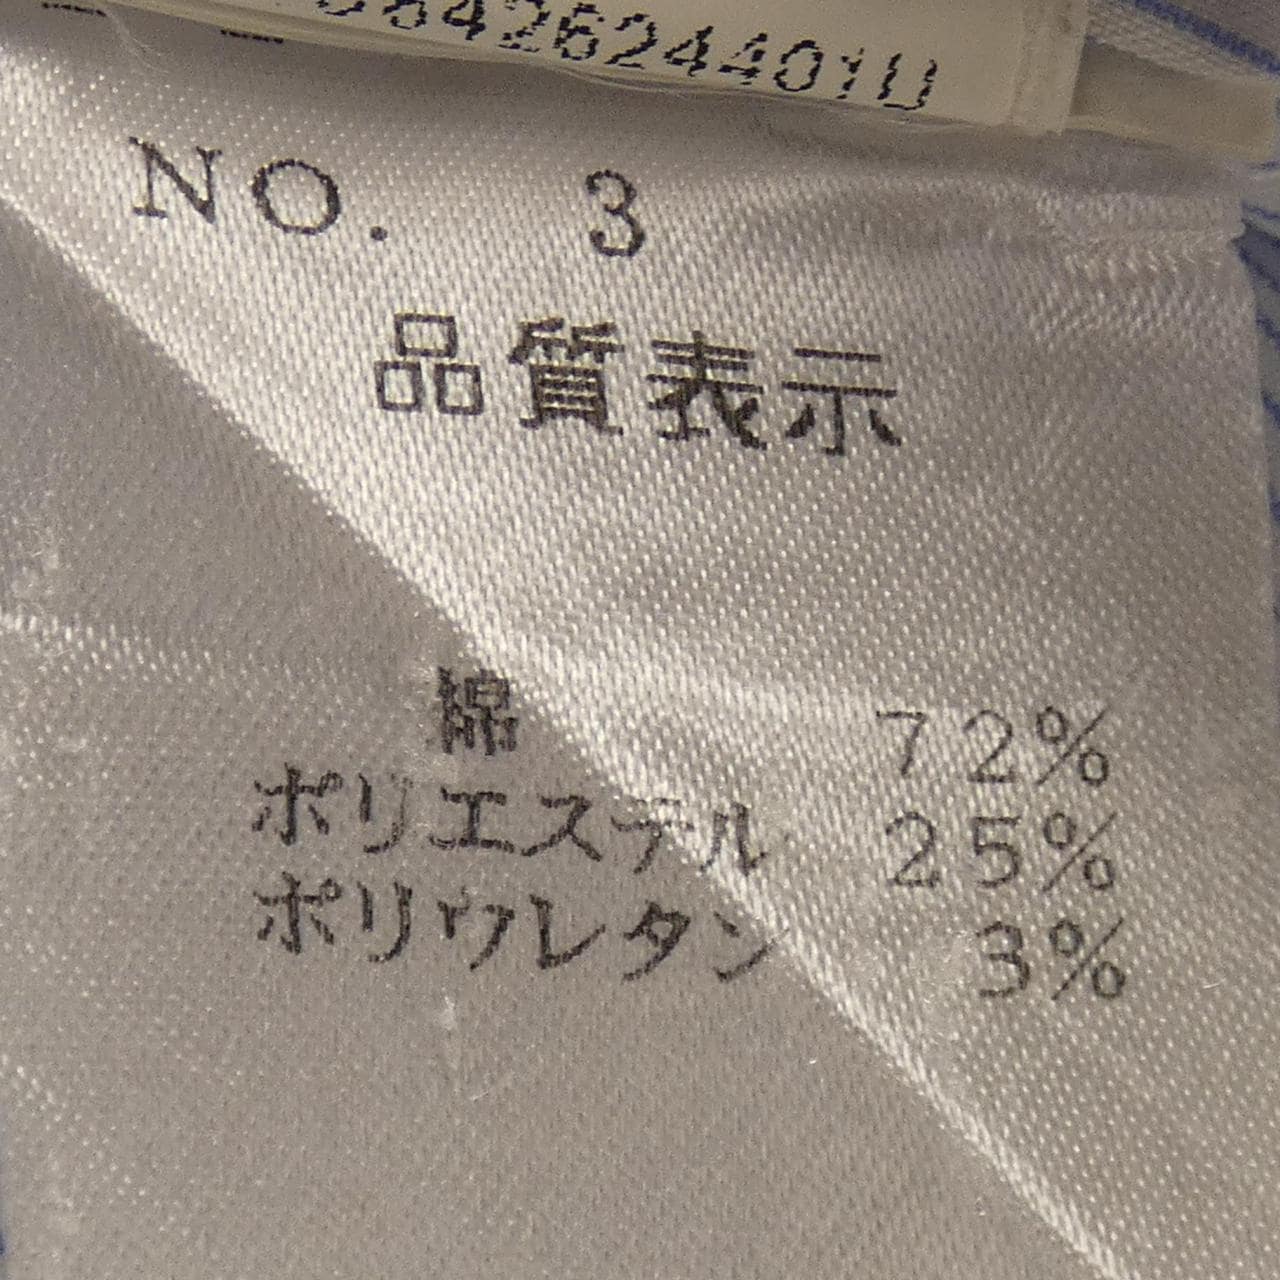 642624401U
NO. 3
品質表示
綿 72%
ポリエステル 25%
ポリウレタン 3%